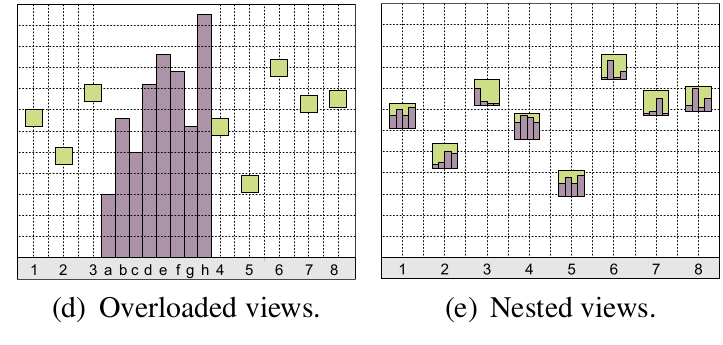 1 2 3 a b c d e f g h 4 5 6 7 8
1 2 3 4 5 6 7 8
(d) Overloaded views.
(e) Nested views.